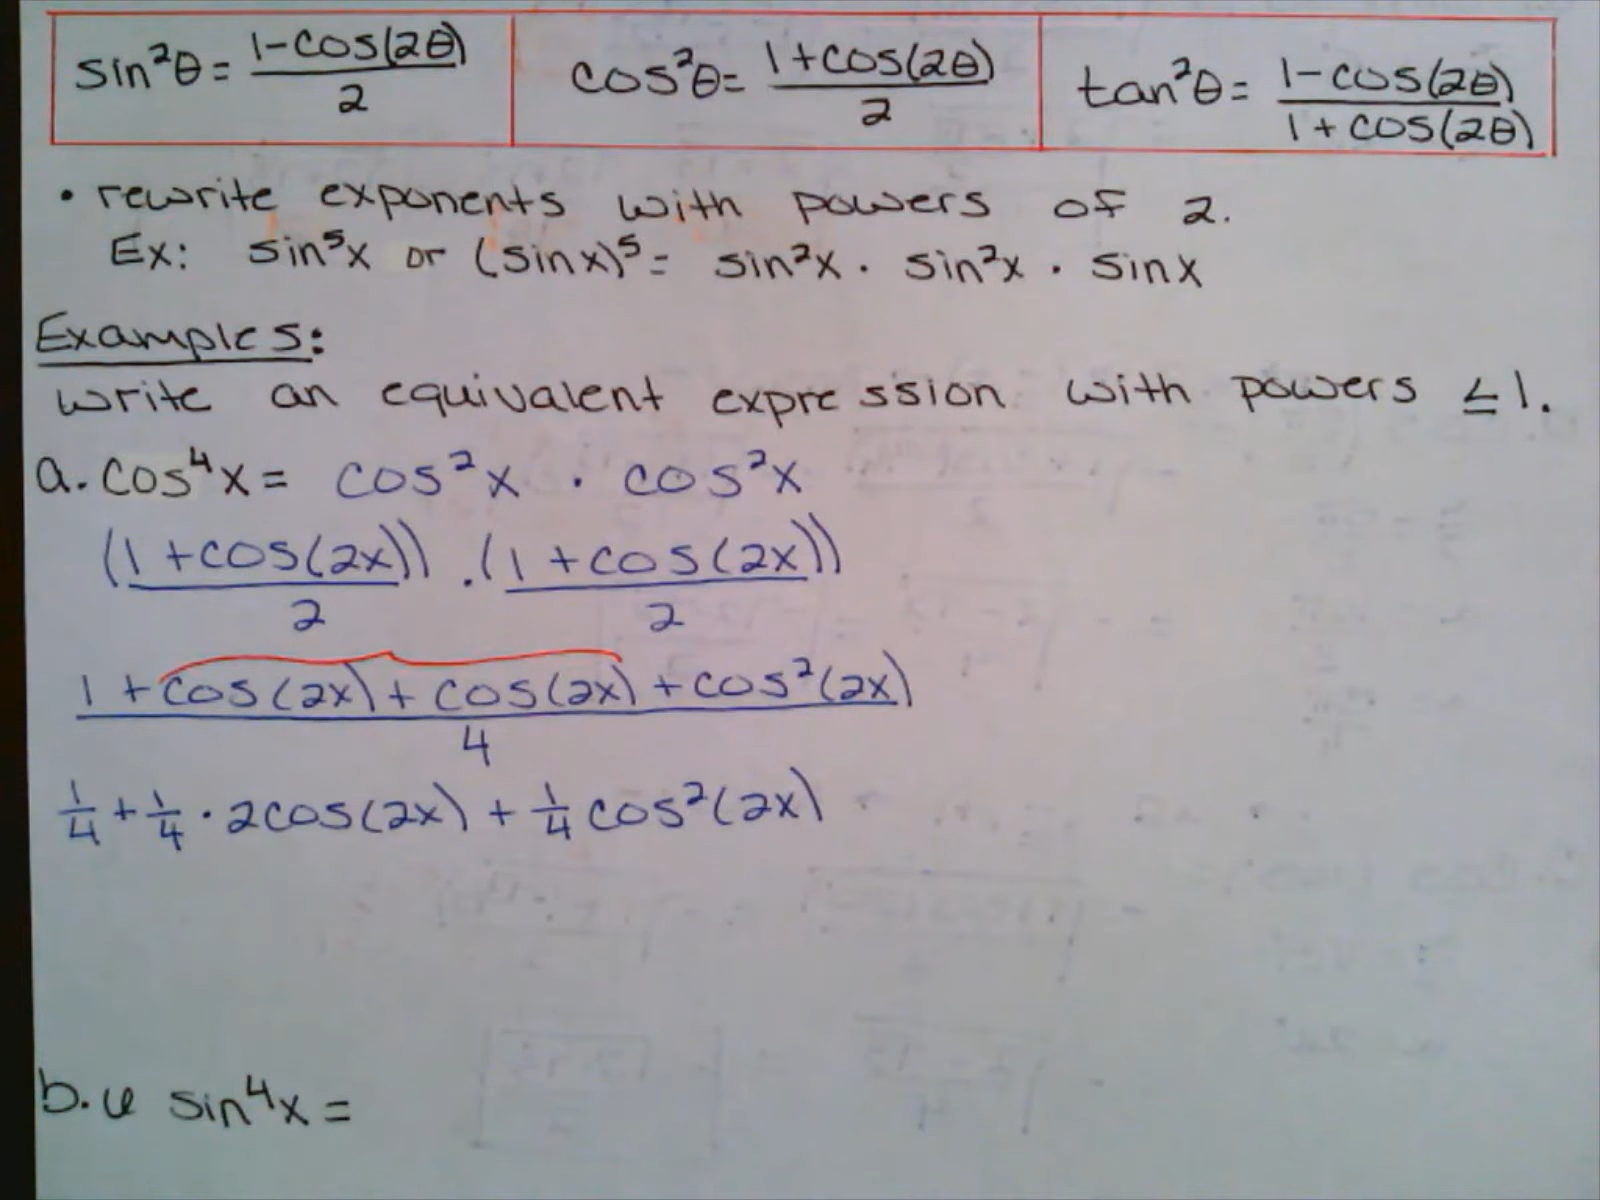 sin²θ = (1-cos(2θ))/2   cos²θ = (1+cos(2θ))/2   tan²θ = (1-cos(2θ))/(1+cos(2θ))
• rewrite exponents with powers of 2.
Ex: sin⁵x or (sinx)⁵ = sin²x · sin²x · sinx
Examples:
write an equivalent expression with powers ≤ 1.
a. cos⁴x = cos²x · cos²x
(1+cos(2x))/2 · (1+cos(2x))/2
(1+cos(2x)+cos(2x)+cos²(2x))/4
1/4 + 1/4 · 2cos(2x) + 1/4 cos²(2x)
b. sin⁴x =